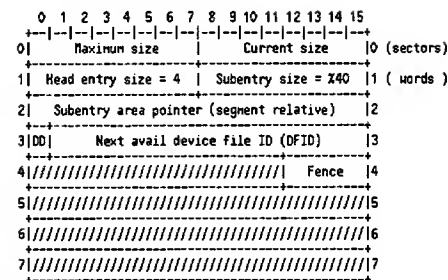 0 1 2 3 4 5 6 7 8 9 10 11 12 13 14 15
+--|--|--|--|--|--|--|--|--|--|--|--|--|--|--|--+
0| Maximum size | Current size |0 (sectors)
1| Head entry size = 4 | Subentry size = %40 |1 ( words )
2| Subentry area pointer (segment relative) |2
3|DD| Next avail device file ID (DFID) |3
4|///////////////////////////////////| Fence |4
5|///////////////////////////////////////////////|5
6|///////////////////////////////////////////////|6
7|///////////////////////////////////////////////|7